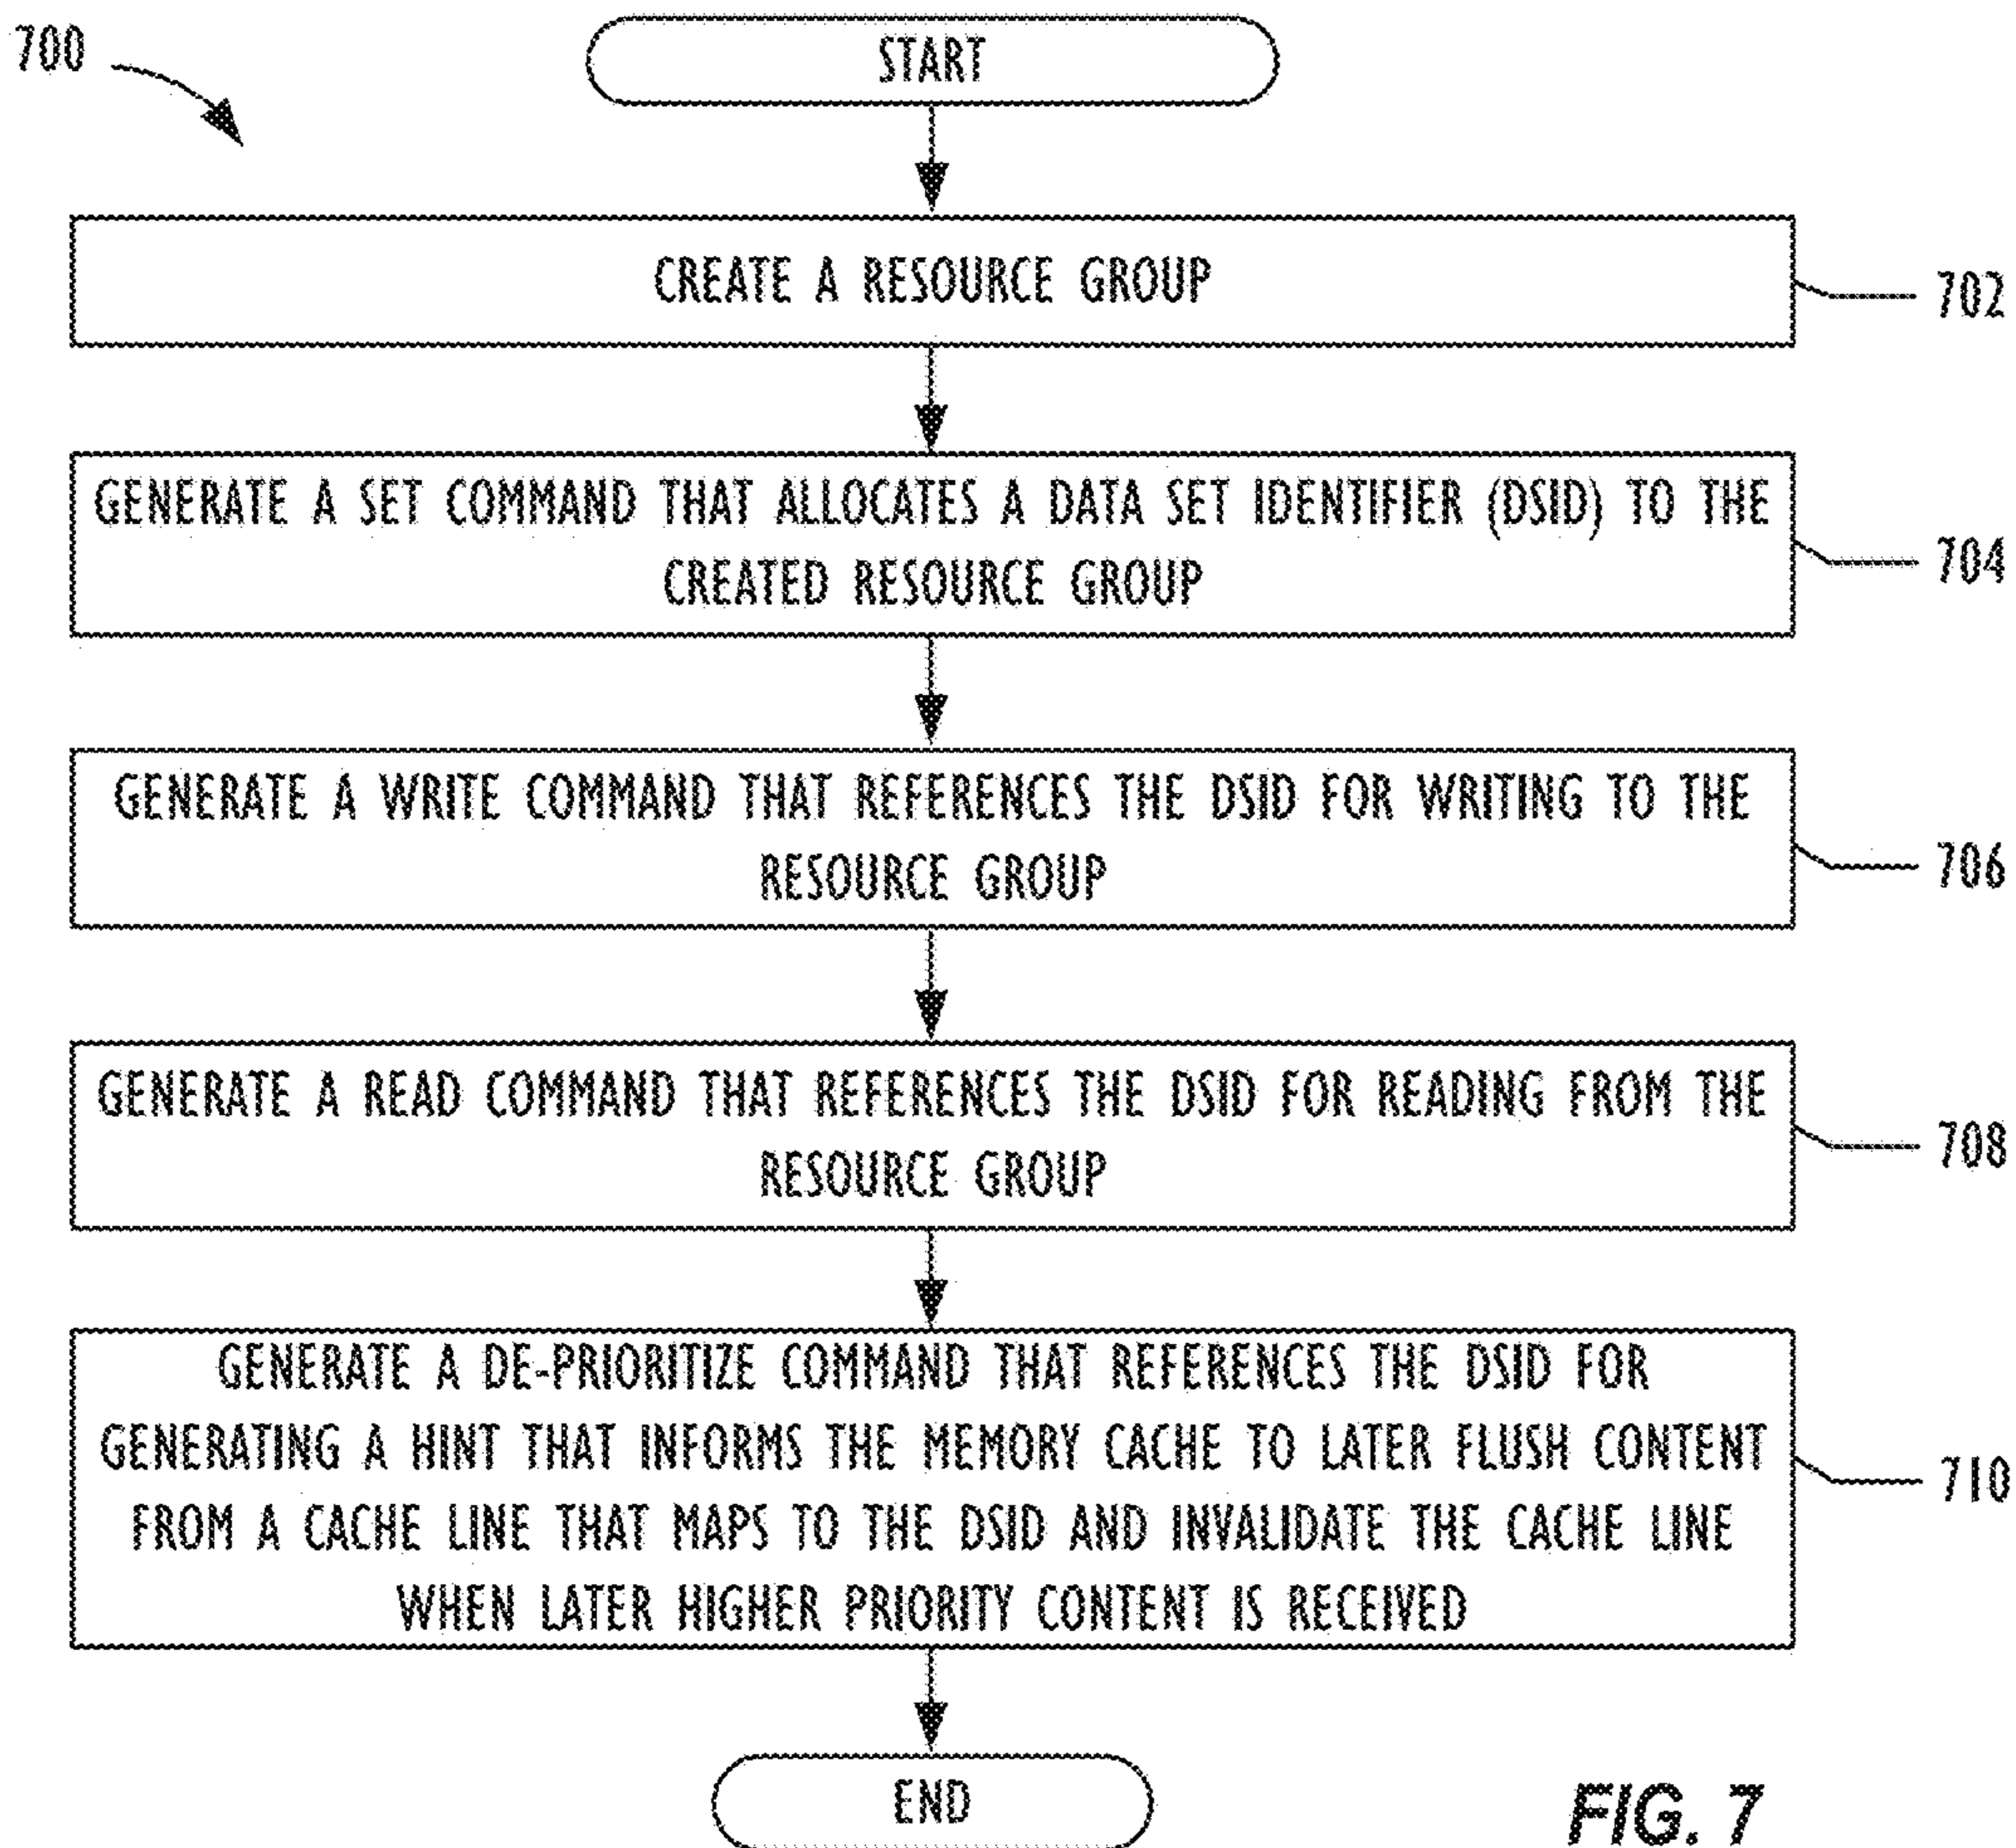 700
START
CREATE A RESOURCE GROUP
702
GENERATE A SET COMMAND THAT ALLOCATES A DATA SET IDENTIFIER (DSID) TO THE
CREATED RESOURCE GROUP
704
GENERATE A WRITE COMMAND THAT REFERENCES THE DSID FOR WRITING TO THE
RESOURCE GROUP
706
GENERATE A READ COMMAND THAT REFERENCES THE DSID FOR READING FROM THE
RESOURCE GROUP
708
GENERATE A DE-PRIORITIZE COMMAND THAT REFERENCES THE DSID FOR
GENERATING A HINT THAT INFORMS THE MEMORY CACHE TO LATER FLUSH CONTENT
FROM A CACHE LINE THAT MAPS TO THE DSID AND INVALIDATE THE CACHE LINE
WHEN LATER HIGHER PRIORITY CONTENT IS RECEIVED
710
END
FIG. 7